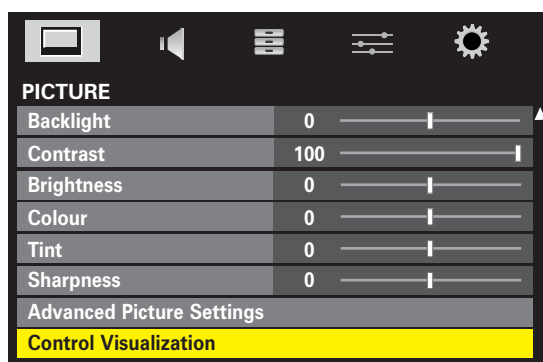 PICTURE
Backlight 0
Contrast 100
Brightness 0
Colour 0
Tint 0
Sharpness 0
Advanced Picture Settings
Control Visualization